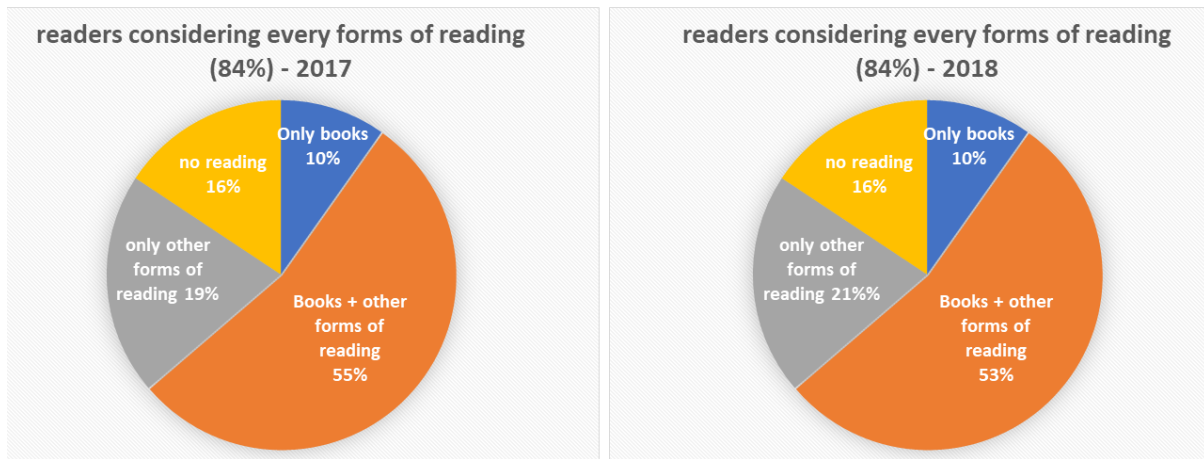 readers considering every forms of reading
(84%) - 2017
Only books
10%
no reading
16%
only other
forms of
reading 19%
Books + other
forms of
reading
55%
readers considering every forms of reading
(84%) - 2018
Only books
10%
no reading
16%
only other
forms of
reading 21%%
Books + other
forms of
reading
53%